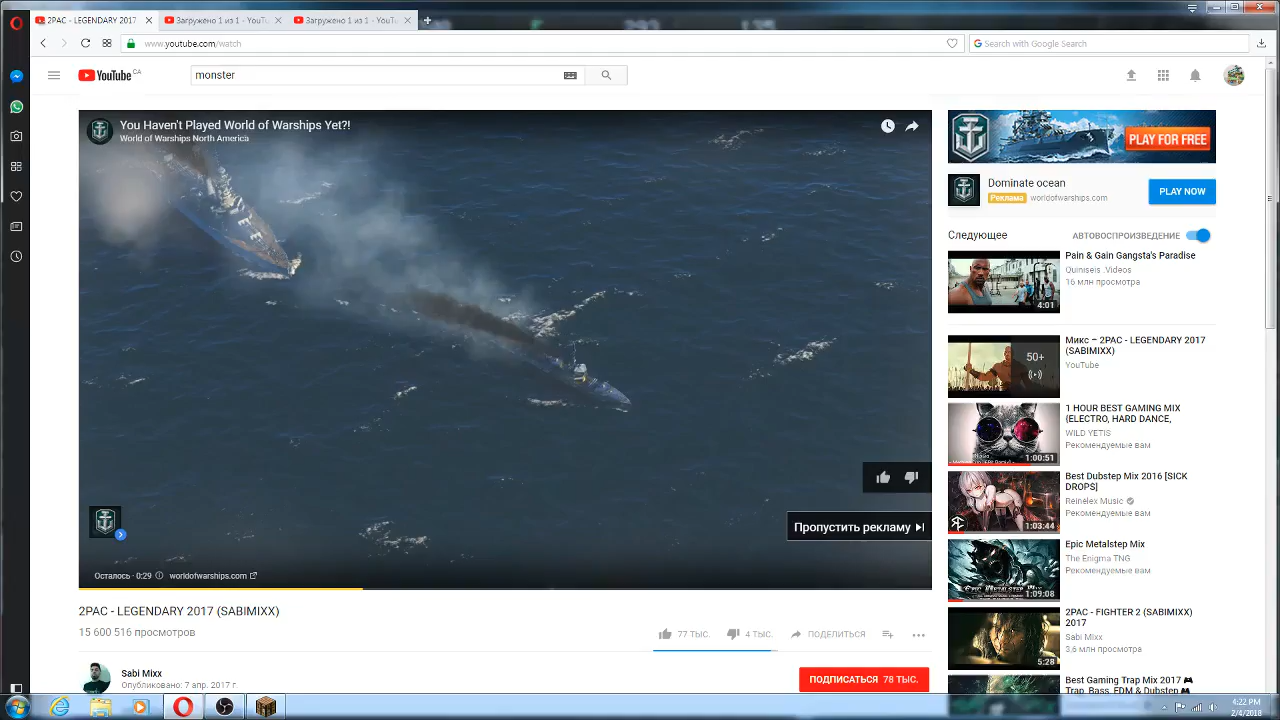 2PAC - LEGENDARY 2017
Загружено 1 из 1 - YouTu
Загружено 1 из 1 - YouTu
www.youtube.com/watch
Search with Google Search
YouTube CA
monster
You Haven't Played World of Warships Yet?!
World of Warships North America
PLAY FOR FREE
Dominate ocean
Реклама worldofwarships.com
PLAY NOW
Следующее
АВТОВОСПРОИЗВЕДЕНИЕ
Pain & Gain Gangsta's Paradise
Quiniseis .Videos
16 млн просмотра
4:01
Микс – 2PAC - LEGENDARY 2017
(SABIMIXX)
YouTube
50+
1 HOUR BEST GAMING MIX
(ELECTRO, HARD DANCE,
WILD YETIS
Рекомендуемые вам
1:00:51
Best Dubstep Mix 2016 [SICK
DROPS]
Reinelex Music
Рекомендуемые вам
1:03:44
Epic Metalstep Mix
The Enigma TNG
Рекомендуемые вам
1:09:08
2PAC - FIGHTER 2 (SABIMIXX)
2017
Sabi Mixx
3,6 млн просмотра
5:28
Best Gaming Trap Mix 2017
Trap, Bass, EDM & Dubstep
Пропустить рекламу
Осталось · 0:29 worldofwarships.com
2PAC - LEGENDARY 2017 (SABIMIXX)
15 600 516 просмотров
77 ТЫС. 4 ТЫС. ПОДЕЛИТЬСЯ
Sabi Mixx
Опубликовано: 7 апр. 2017 г.
ПОДПИСАТЬСЯ 78 ТЫС.
4:22 PM
2/4/2018